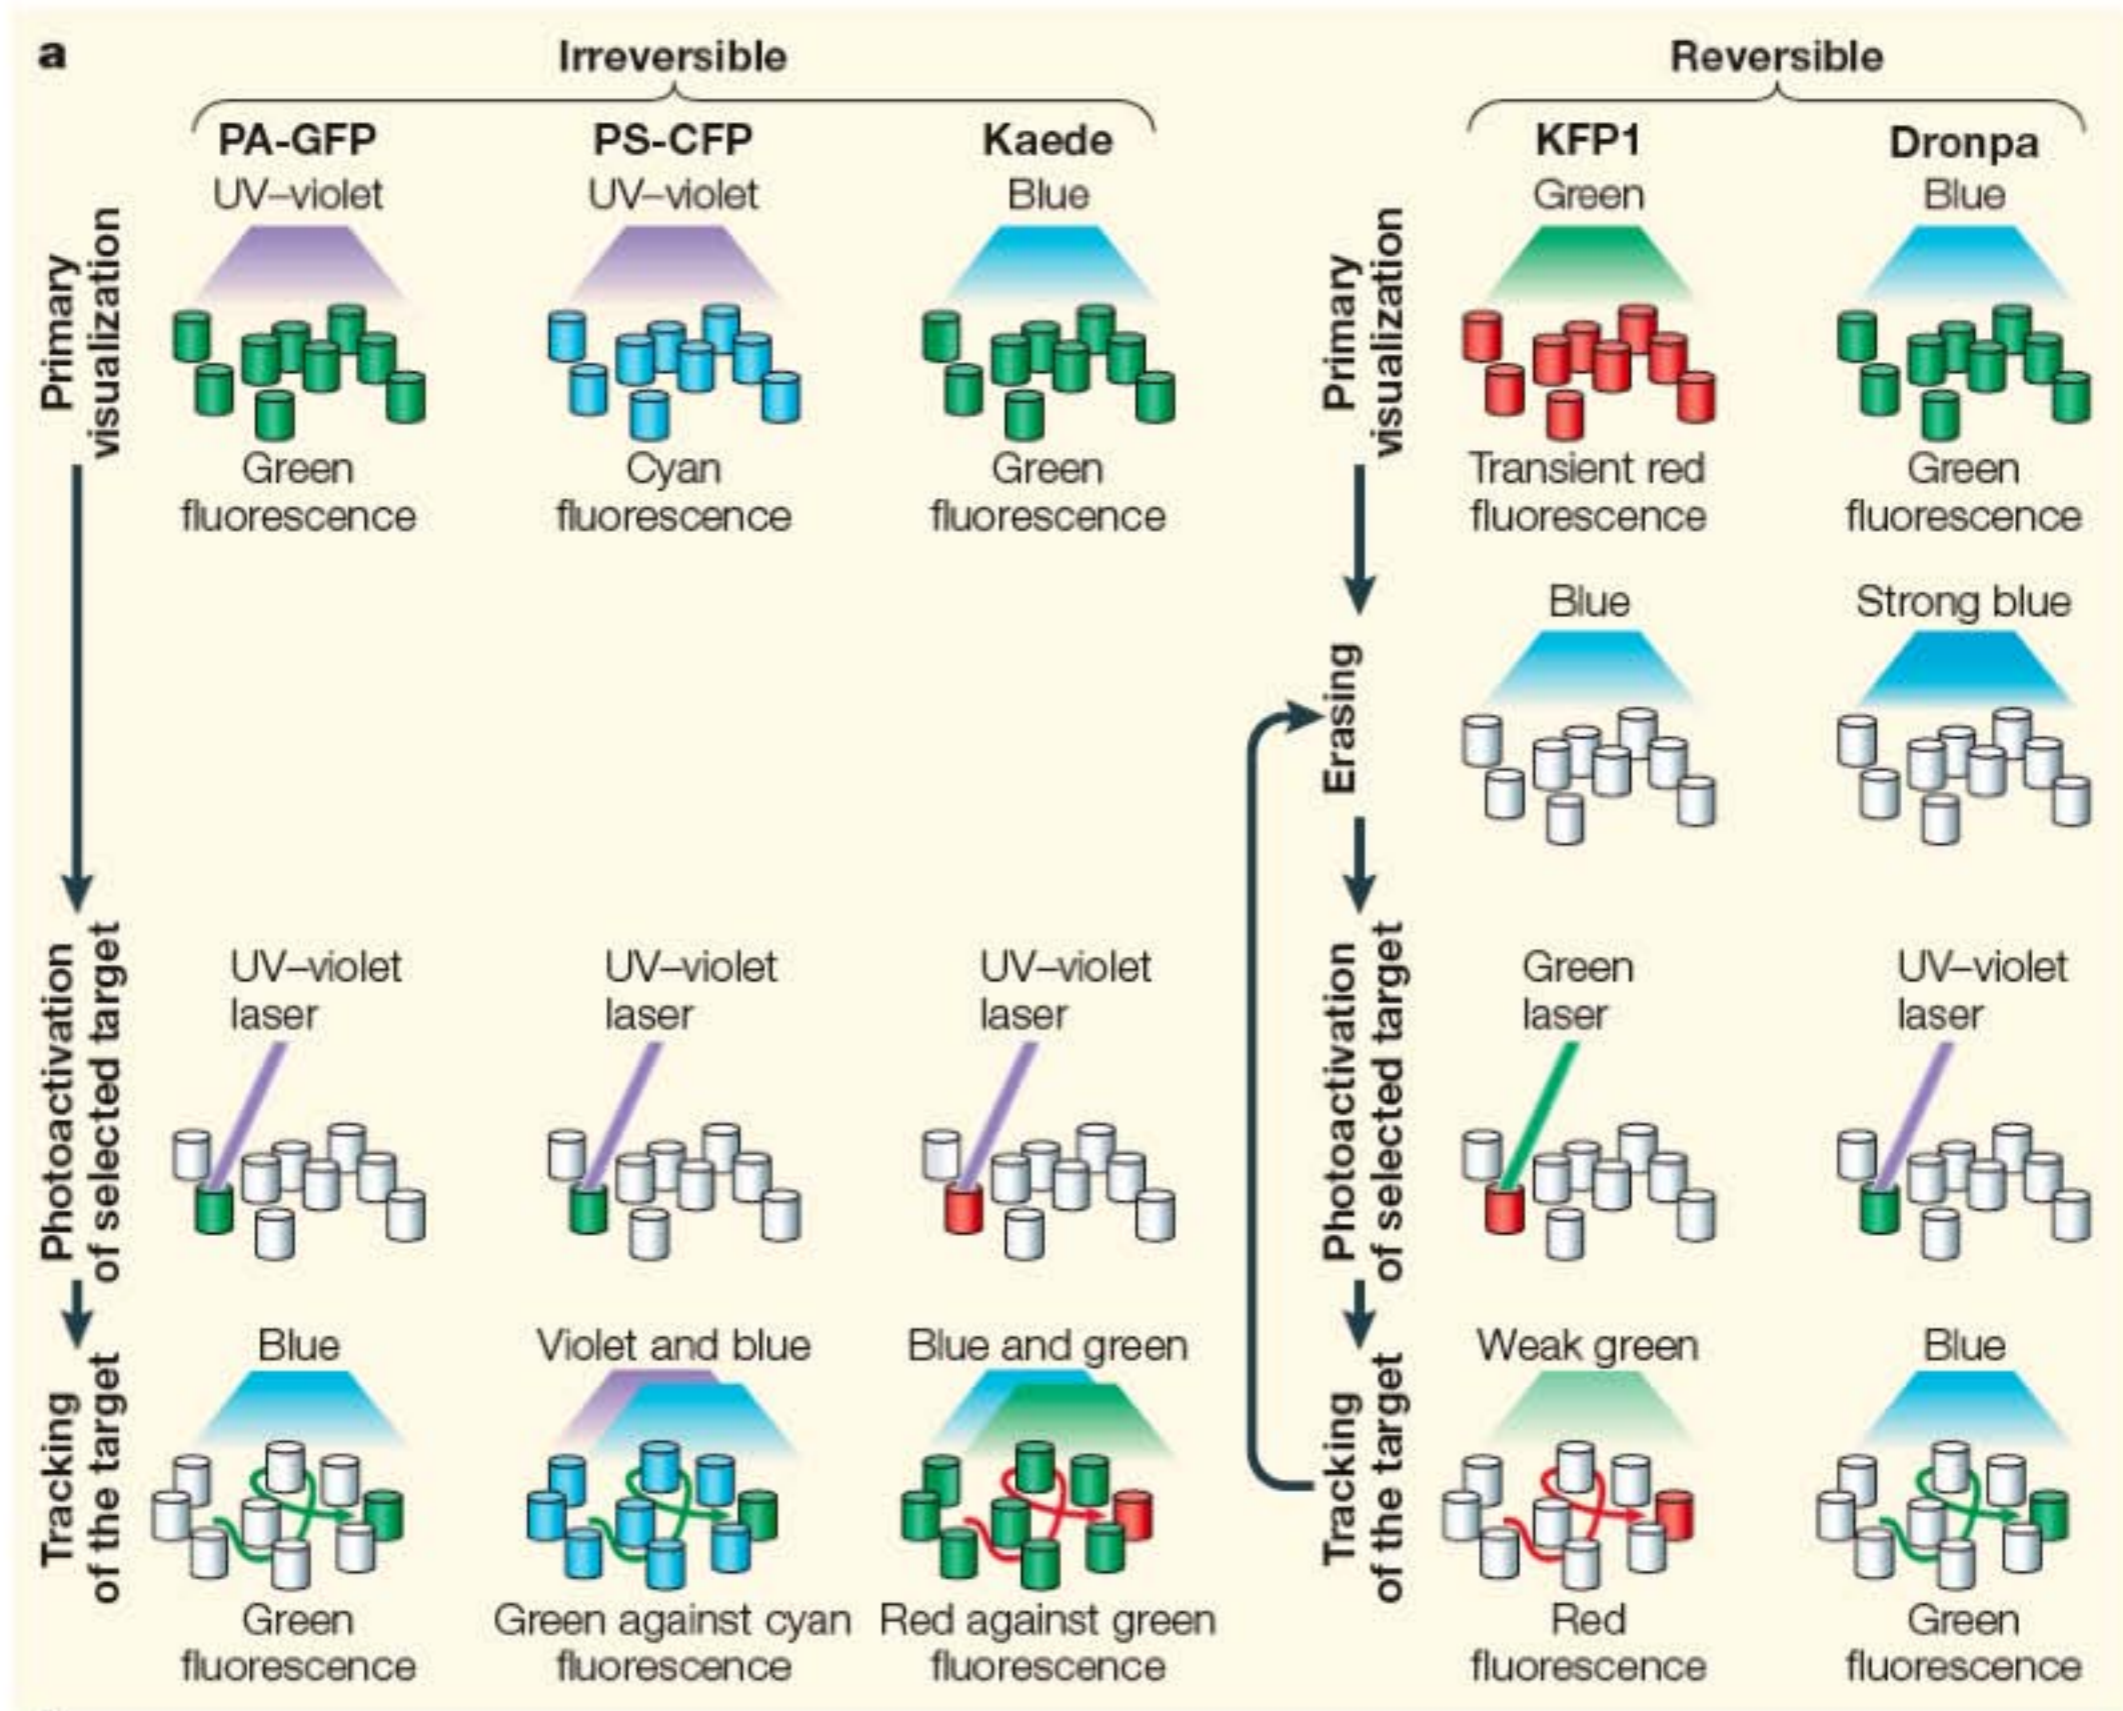 a
Irreversible
Reversible
PA-GFP
PS-CFP
Kaede
KFP1
Dronpa
UV–violet
UV–violet
Blue
Green
Blue
Primary
visualization
Primary
visualization
Green
fluorescence
Cyan
fluorescence
Green
fluorescence
Transient red
fluorescence
Green
fluorescence
Erasing
Blue
Strong blue
Photoactivation
of selected target
UV–violet
laser
UV–violet
laser
UV–violet
laser
Photoactivation
of selected target
Green
laser
UV–violet
laser
Tracking
of the target
Blue
Violet and blue
Blue and green
Tracking
of the target
Weak green
Blue
Green
fluorescence
Green against cyan
fluorescence
Red against green
fluorescence
Red
fluorescence
Green
fluorescence